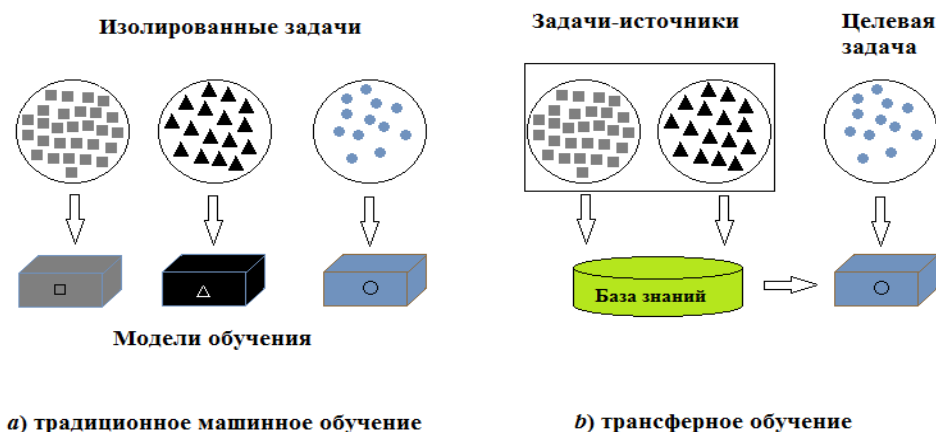 Изолированные задачи
Задачи-источники
Целевая
задача
База знаний
Модели обучения
a) традиционное машинное обучение
b) трансферное обучение